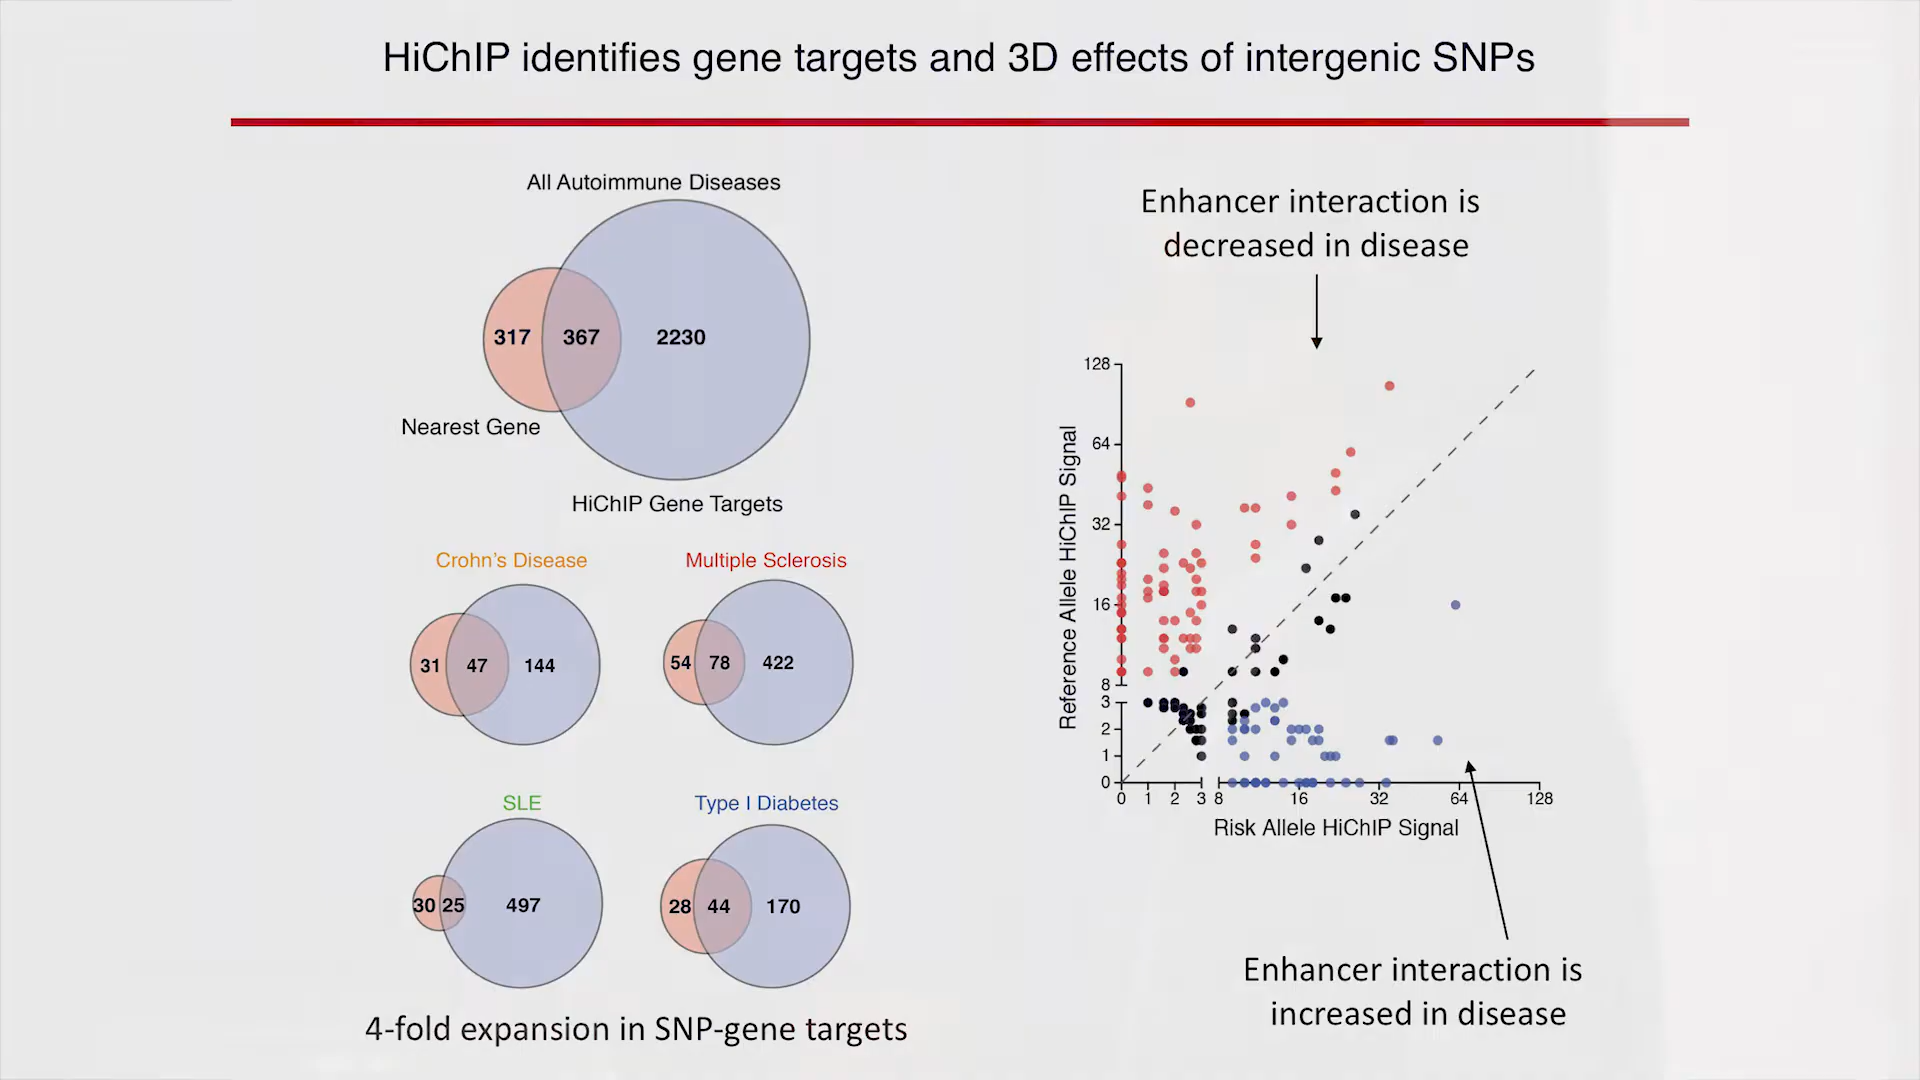 HiChIP identifies gene targets and 3D effects of intergenic SNPs
All Autoimmune Diseases
317 367 2230
Nearest Gene
HiChIP Gene Targets
Crohn's Disease
31 47 144
Multiple Sclerosis
54 78 422
SLE
30 25 497
Type I Diabetes
28 44 170
4-fold expansion in SNP-gene targets
Enhancer interaction is
decreased in disease
Reference Allele HiChIP Signal
128
64
32
16
8
3
2
1
0
0 1 2 3 8 16 32 64 128
Risk Allele HiChIP Signal
Enhancer interaction is
increased in disease